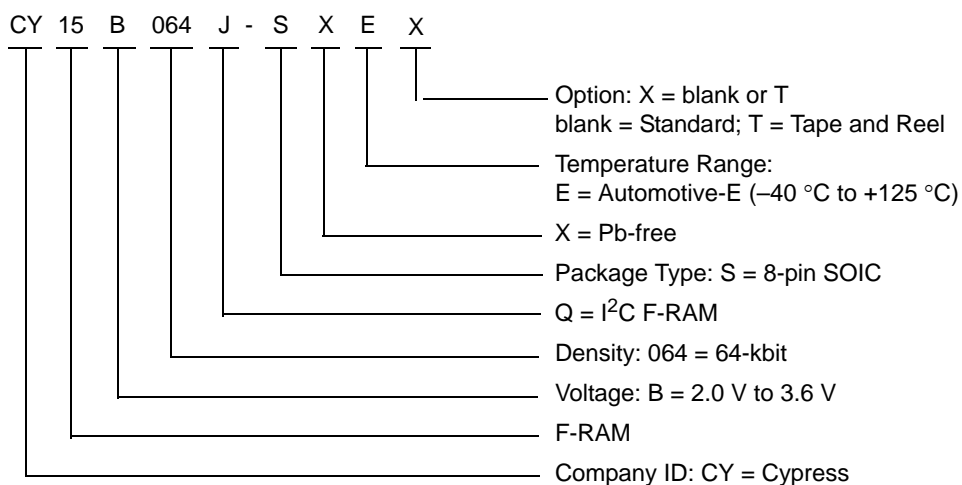 CY 15 B 064 J - S X E X
Option: X = blank or T
blank = Standard; T = Tape and Reel
Temperature Range:
E = Automotive-E (–40 °C to +125 °C)
X = Pb-free
Package Type: S = 8-pin SOIC
Q = I²C F-RAM
Density: 064 = 64-kbit
Voltage: B = 2.0 V to 3.6 V
F-RAM
Company ID: CY = Cypress